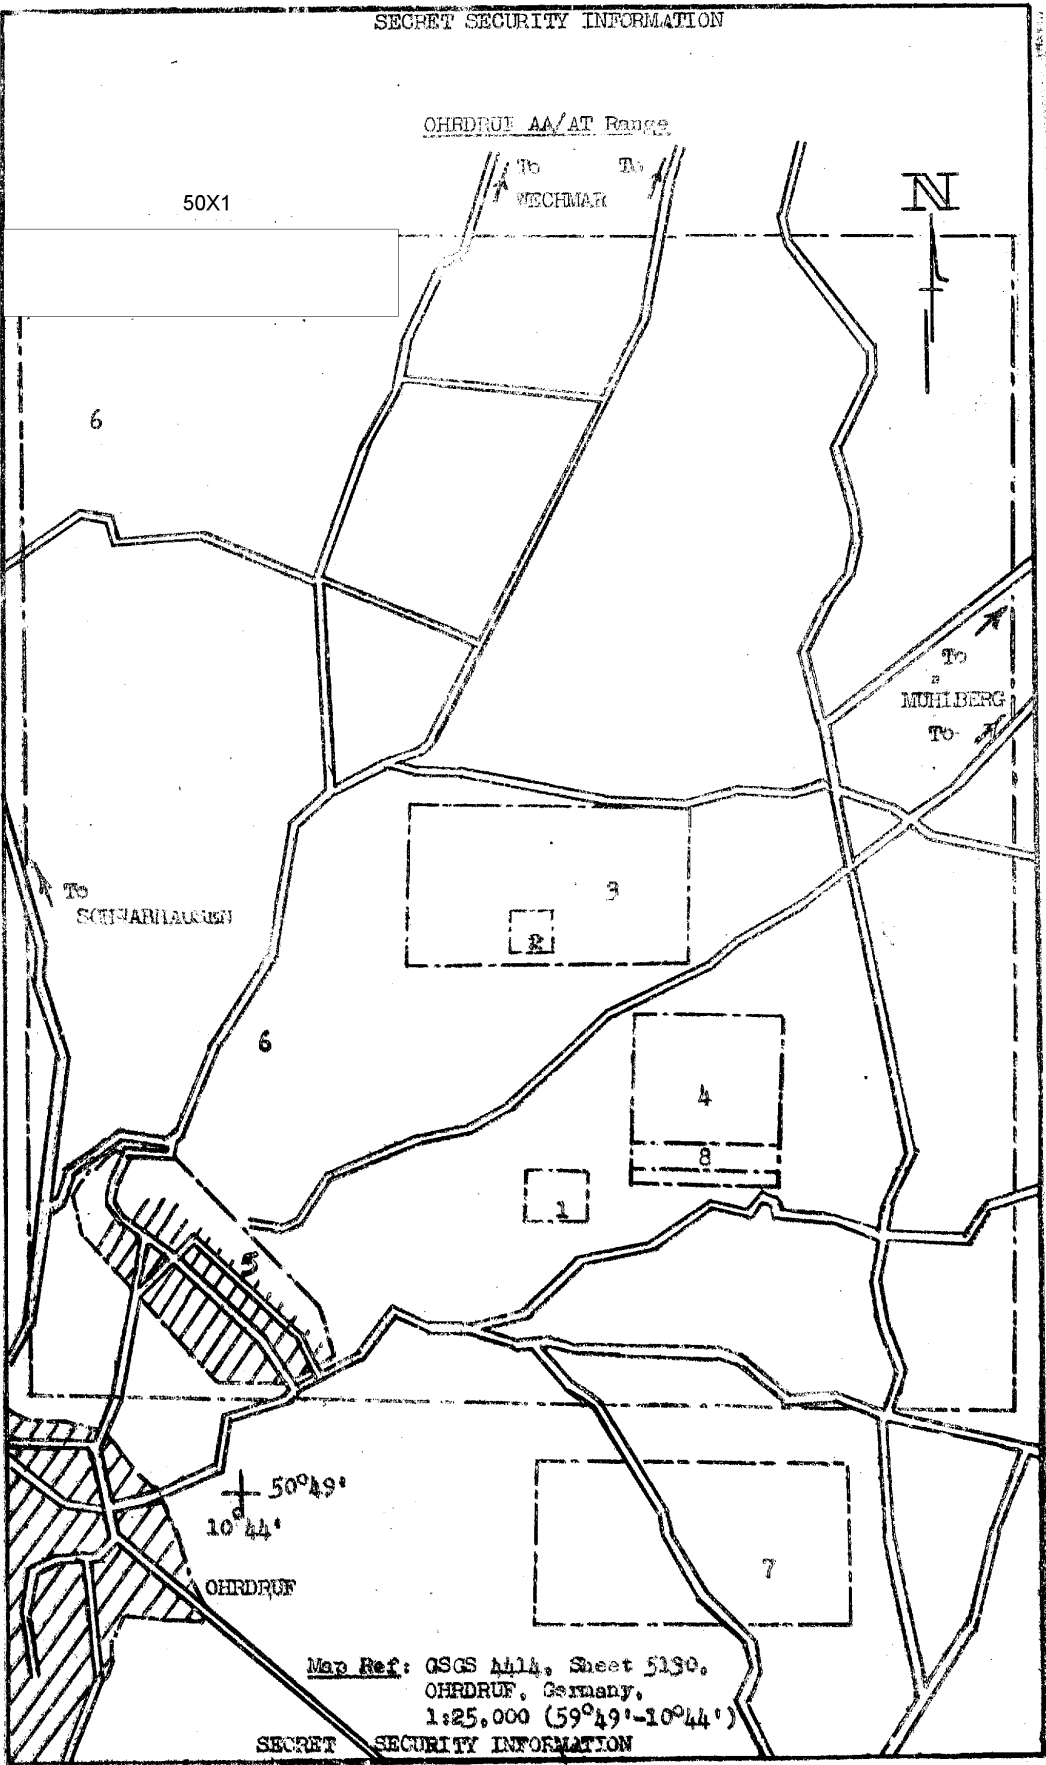 SECRET SECURITY INFORMATION
OHRDRUF AA/AT Range
To To
WECHMAR
N
50X1
6
To
MUHLBERG
To
To
SCHWABHAUSEN
3
2
6
4
8
1
5
50°49'
10°44'
OHRDRUF
7
Map Ref: GSGS 4414, Sheet 5130,
OHRDRUF, Germany,
1:25,000 (59°49'-10°44')
SECRET SECURITY INFORMATION